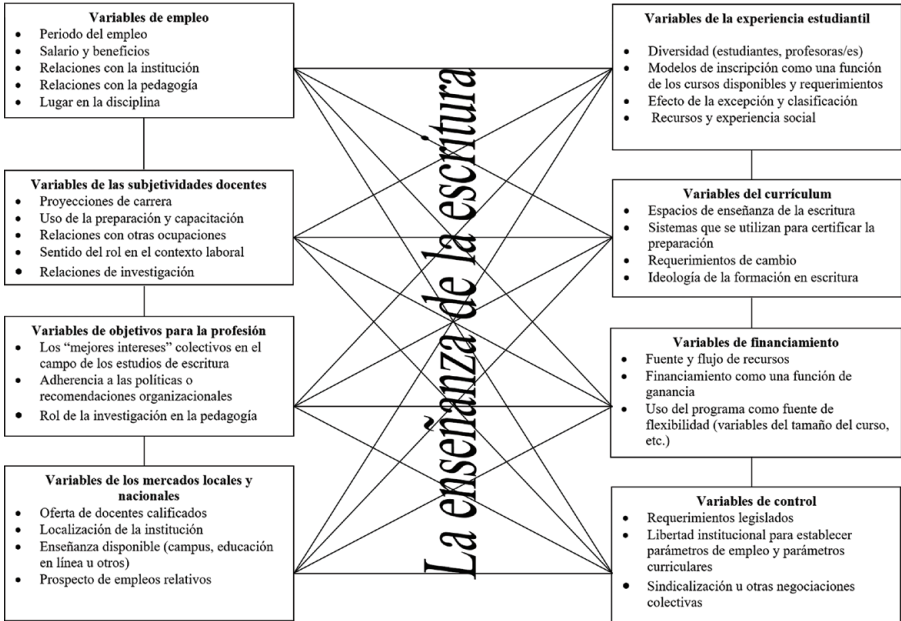 Variables de empleo
• Periodo del empleo
• Salario y beneficios
• Relaciones con la institución
• Relaciones con la pedagogía
• Lugar en la disciplina
Variables de las subjetividades docentes
• Proyecciones de carrera
• Uso de la preparación y capacitación
• Relaciones con otras ocupaciones
• Sentido del rol en el contexto laboral
• Relaciones de investigación
Variables de objetivos para la profesión
• Los “mejores intereses” colectivos en el
campo de los estudios de escritura
• Adherencia a las políticas o
recomendaciones organizacionales
• Rol de la investigación en la pedagogía
Variables de los mercados locales y
nacionales
• Oferta de docentes calificados
• Localización de la institución
• Enseñanza disponible (campus, educación
en línea u otros)
• Prospecto de empleos relativos
La enseñanza de la escritura
Variables de la experiencia estudiantil
• Diversidad (estudiantes, profesoras/es)
• Modelos de inscripción como una función
de los cursos disponibles y requerimientos
• Efecto de la excepción y clasificación
• Recursos y experiencia social
Variables del currículum
• Espacios de enseñanza de la escritura
• Sistemas que se utilizan para certificar la
preparación
• Requerimientos de cambio
• Ideología de la formación en escritura
Variables de financiamiento
• Fuente y flujo de recursos
• Financiamiento como una función de
ganancia
• Uso del programa como fuente de
flexibilidad (variables del tamaño del curso,
etc.)
Variables de control
• Requerimientos legislados
• Libertad institucional para establecer
parámetros de empleo y parámetros
curriculares
• Sindicalización u otras negociaciones
colectivas